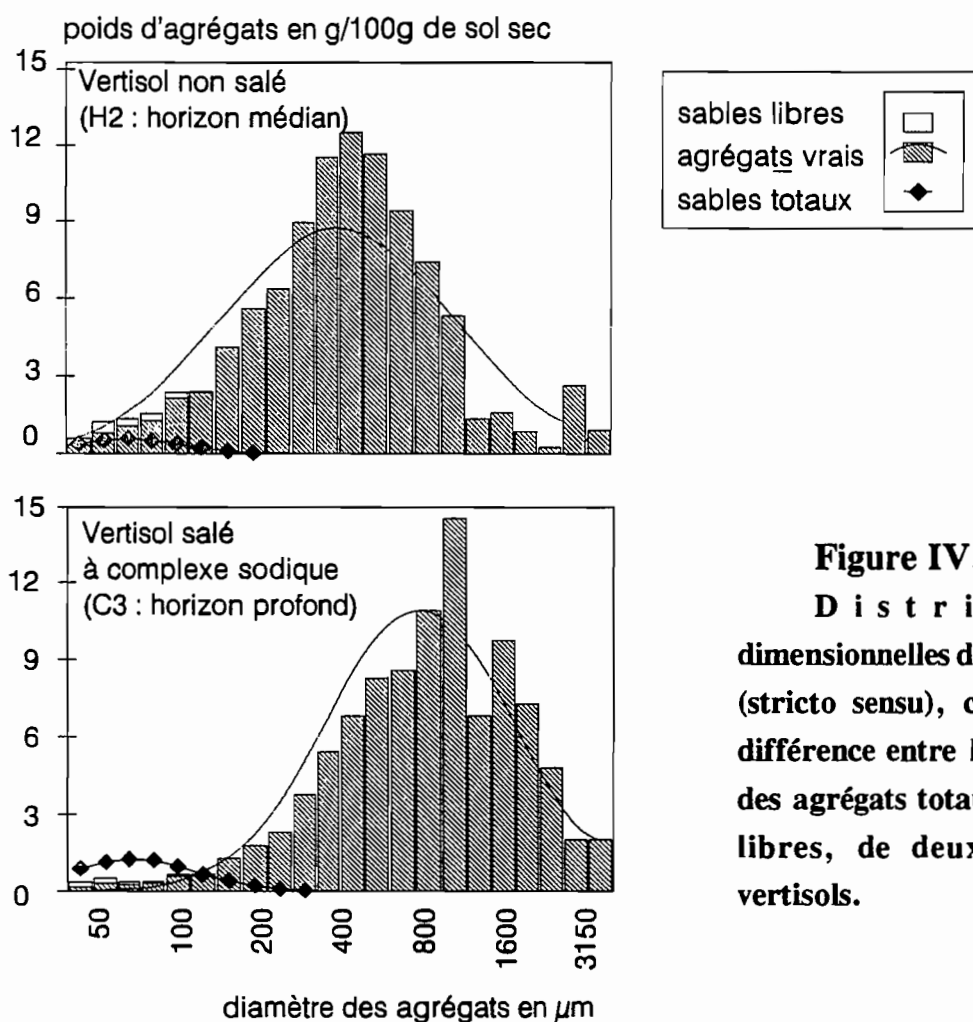 poids d'agrégats en g/100g de sol sec
15
12
9
6
3
0
Vertisol non salé
(H2 : horizon médian)
sables libres
agrégats vrais
sables totaux
15
12
9
6
3
0
Vertisol salé
à complexe sodique
(C3 : horizon profond)
50
100
200
400
800
1600
3150
diamètre des agrégats en µm
Figure IV.
Distri
dimensionnelles d
(stricto sensu), c
différence entre l
des agrégats totau
libres, de deux
vertisols.